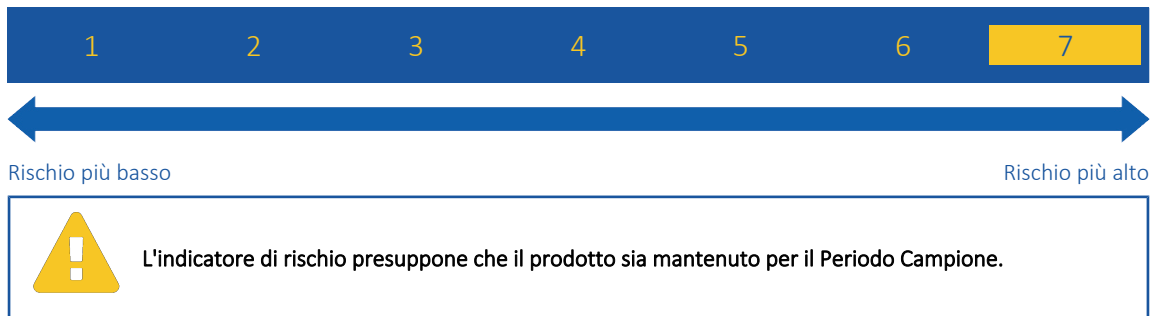 1 2 3 4 5 6 7
Rischio più basso Rischio più alto
L'indicatore di rischio presuppone che il prodotto sia mantenuto per il Periodo Campione.